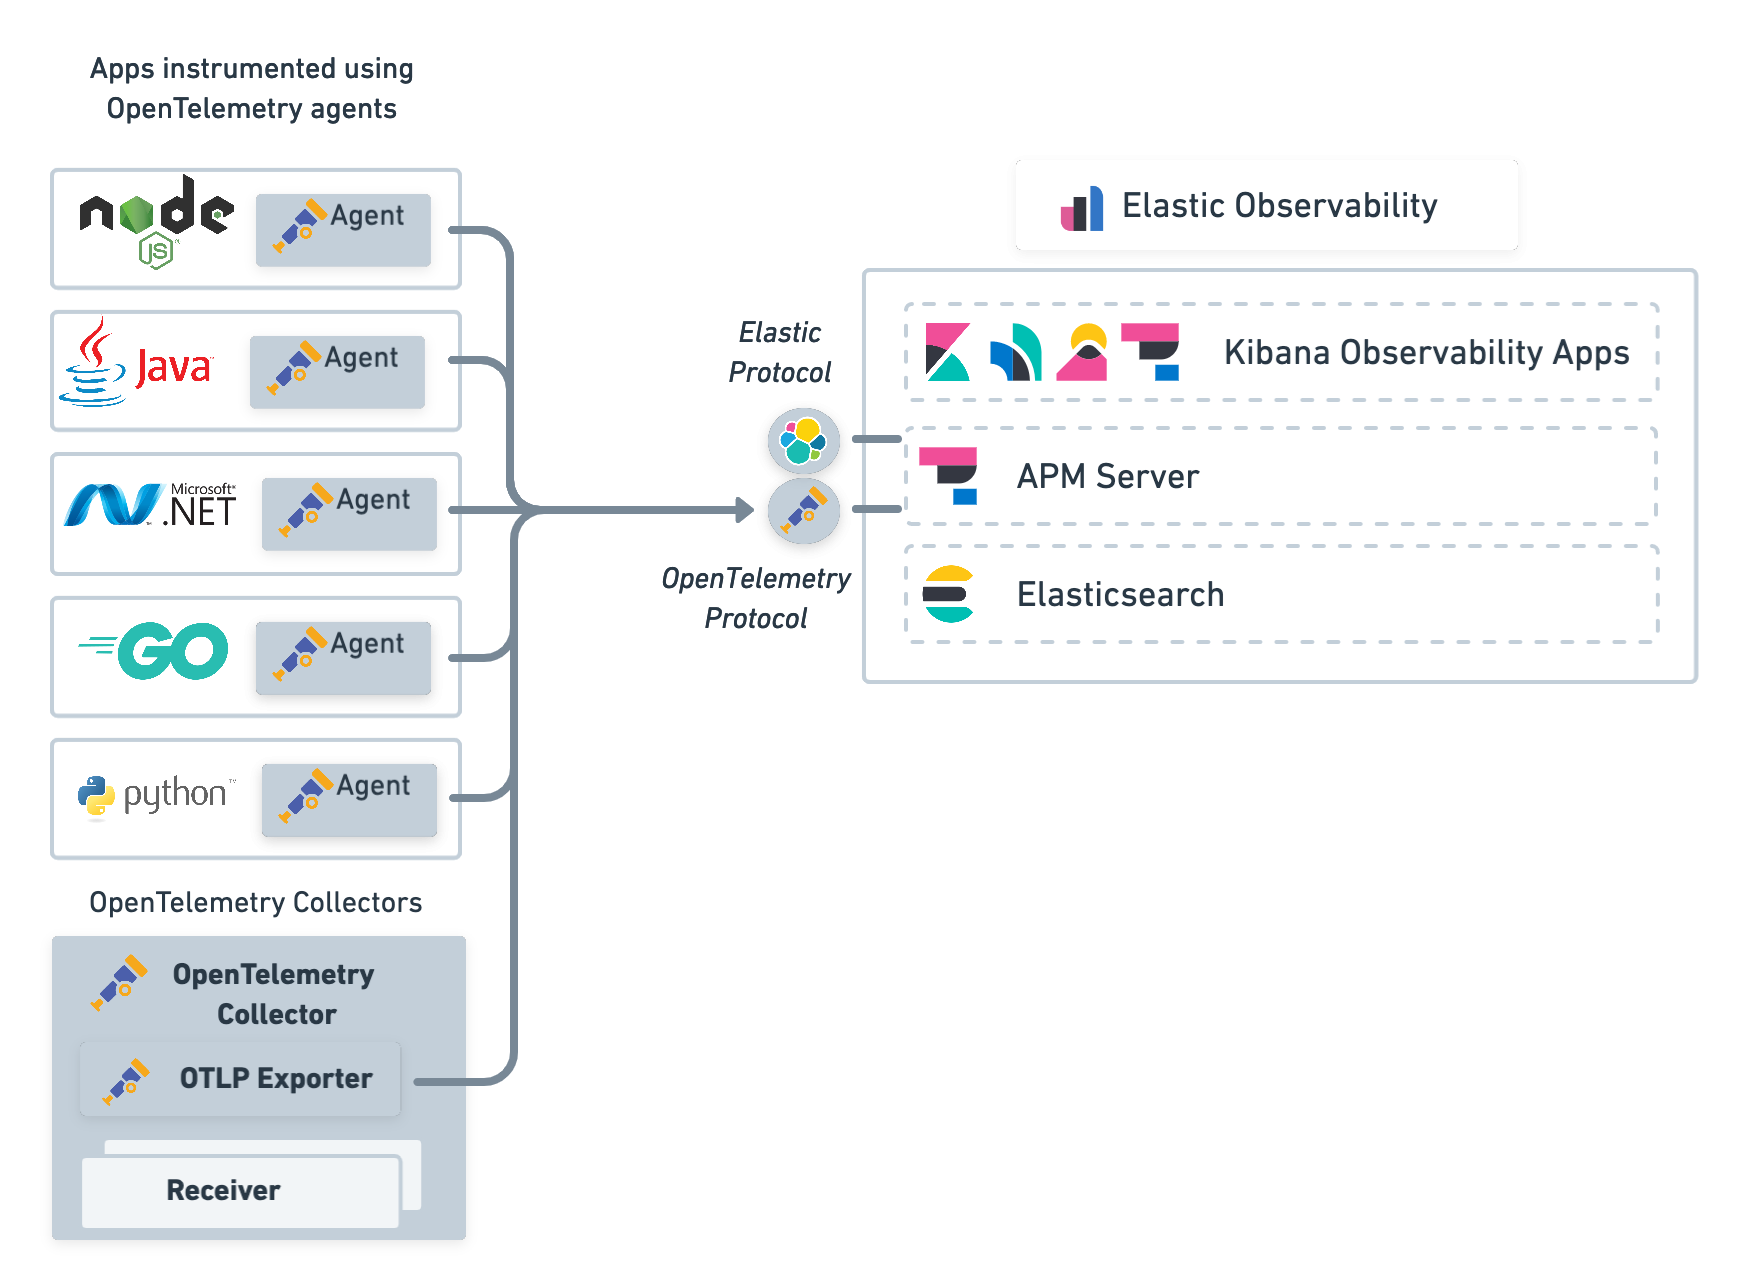 Apps instrumented using
OpenTelemetry agents
node
JS
Agent
Java
Agent
Microsoft®
.NET
Agent
GO
Agent
python™
Agent
OpenTelemetry Collectors
OpenTelemetry
Collector
OTLP Exporter
Receiver
Elastic
Protocol
OpenTelemetry
Protocol
Elastic Observability
Kibana Observability Apps
APM Server
Elasticsearch